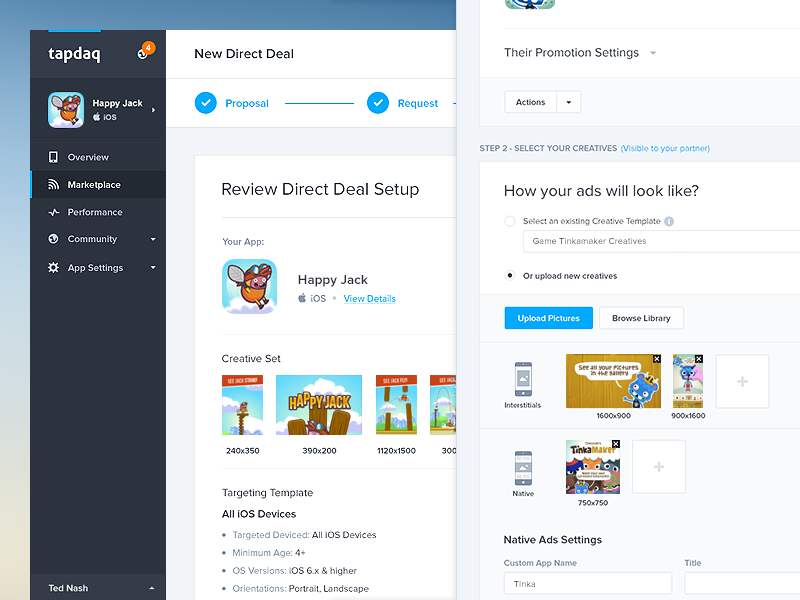 tapdaq
4
Happy Jack
iOS
Overview
Marketplace
Performance
Community
App Settings
Ted Nash
New Direct Deal
Proposal
Request
Review Direct Deal Setup
Your App:
Happy Jack
iOS • View Details
Creative Set
SEE JACK STAND!
HAPPY JACK
SEE JACK FLIP!
SEE JAC
240x350
390x200
1120x1500
300
Targeting Template
All iOS Devices
Targeted Deviced: All iOS Devices
Minimum Age: 4+
OS Versions: iOS 6.x & higher
Orientations: Portrait, Landscape
Their Promotion Settings
Actions
STEP 2 - SELECT YOUR CREATIVES (Visible to your partner)
How your ads will look like?
Select an existing Creative Template
Game Tinkamaker Creatives
Or upload new creatives
Upload Pictures
Browse Library
Interstitials
See all your pictures
in the gallery
1600x900
900x1600
Native
TinkaMaker
750x750
Native Ads Settings
Custom App Name
Title
Tinka